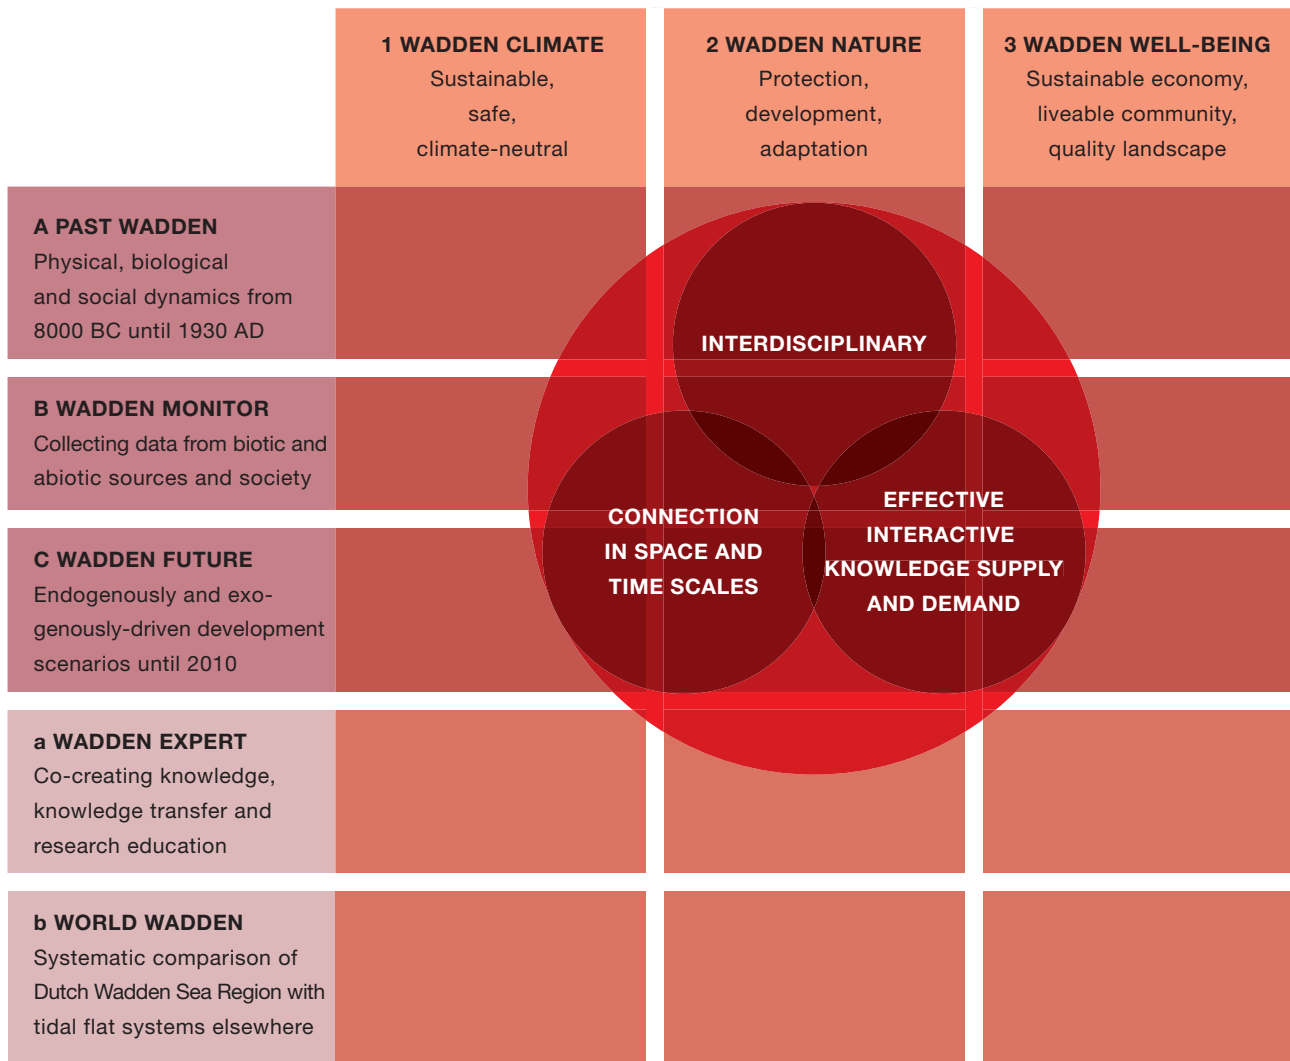 1 WADDEN CLIMATE
Sustainable,
safe,
climate-neutral
2 WADDEN NATURE
Protection,
development,
adaptation
3 WADDEN WELL-BEING
Sustainable economy,
liveable community,
quality landscape
A PAST WADDEN
Physical, biological
and social dynamics from
8000 BC until 1930 AD
B WADDEN MONITOR
Collecting data from biotic and
abiotic sources and society
C WADDEN FUTURE
Endogenously and exo-
genously-driven development
scenarios until 2010
a WADDEN EXPERT
Co-creating knowledge,
knowledge transfer and
research education
b WORLD WADDEN
Systematic comparison of
Dutch Wadden Sea Region with
tidal flat systems elsewhere
INTERDISCIPLINARY
CONNECTION
IN SPACE AND
TIME SCALES
EFFECTIVE
INTERACTIVE
KNOWLEDGE SUPPLY
AND DEMAND